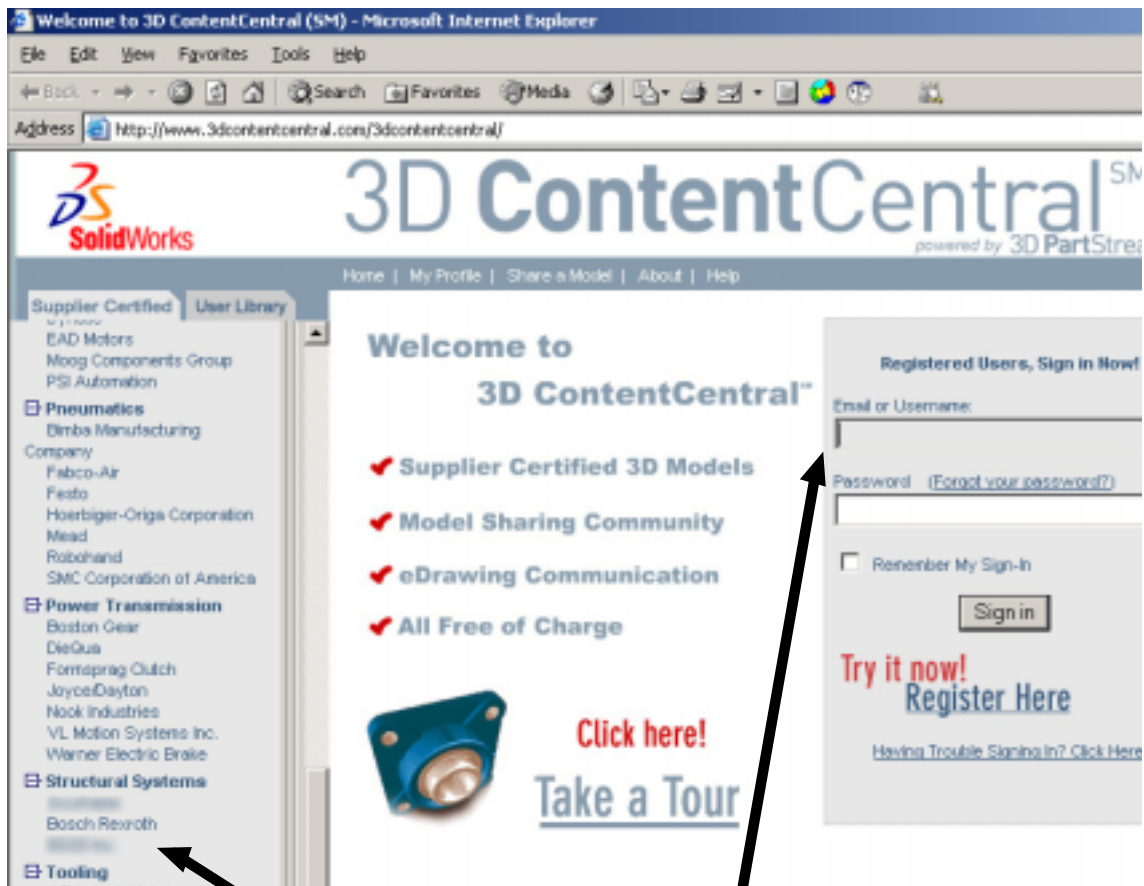 Welcome to 3D ContentCentral (SM) - Microsoft Internet Explorer
File Edit View Favorites Tools Help
Back Search Favorites Media
Address http://www.3dcontentcentral.com/3dcontentcentral/
3DS
SolidWorks
3D ContentCentral SM
powered by 3D PartStrea
Home | My Profile | Share a Model | About | Help
Supplier Certified User Library
EAD Motors
Moog Components Group
PSI Automation
Pneumatics
Bimba Manufacturing
Company
Fabco-Air
Festo
Hoerbiger-Origa Corporation
Mead
Robohand
SMC Corporation of America
Power Transmission
Boston Gear
DieQua
Formsprag Clutch
Joyce/Dayton
Nook Industries
VL Motion Systems Inc.
Warner Electric Brake
Structural Systems
Bosch Rexroth
Tooling
Welcome to
3D ContentCentral℠
✔ Supplier Certified 3D Models
✔ Model Sharing Community
✔ eDrawing Communication
✔ All Free of Charge
Click here!
Take a Tour
Registered Users, Sign in Now!
Email or Username:
Password (Forgot your password?)
Remember My Sign-In
Sign in
Try it now!
Register Here
Having Trouble Signing In? Click Here